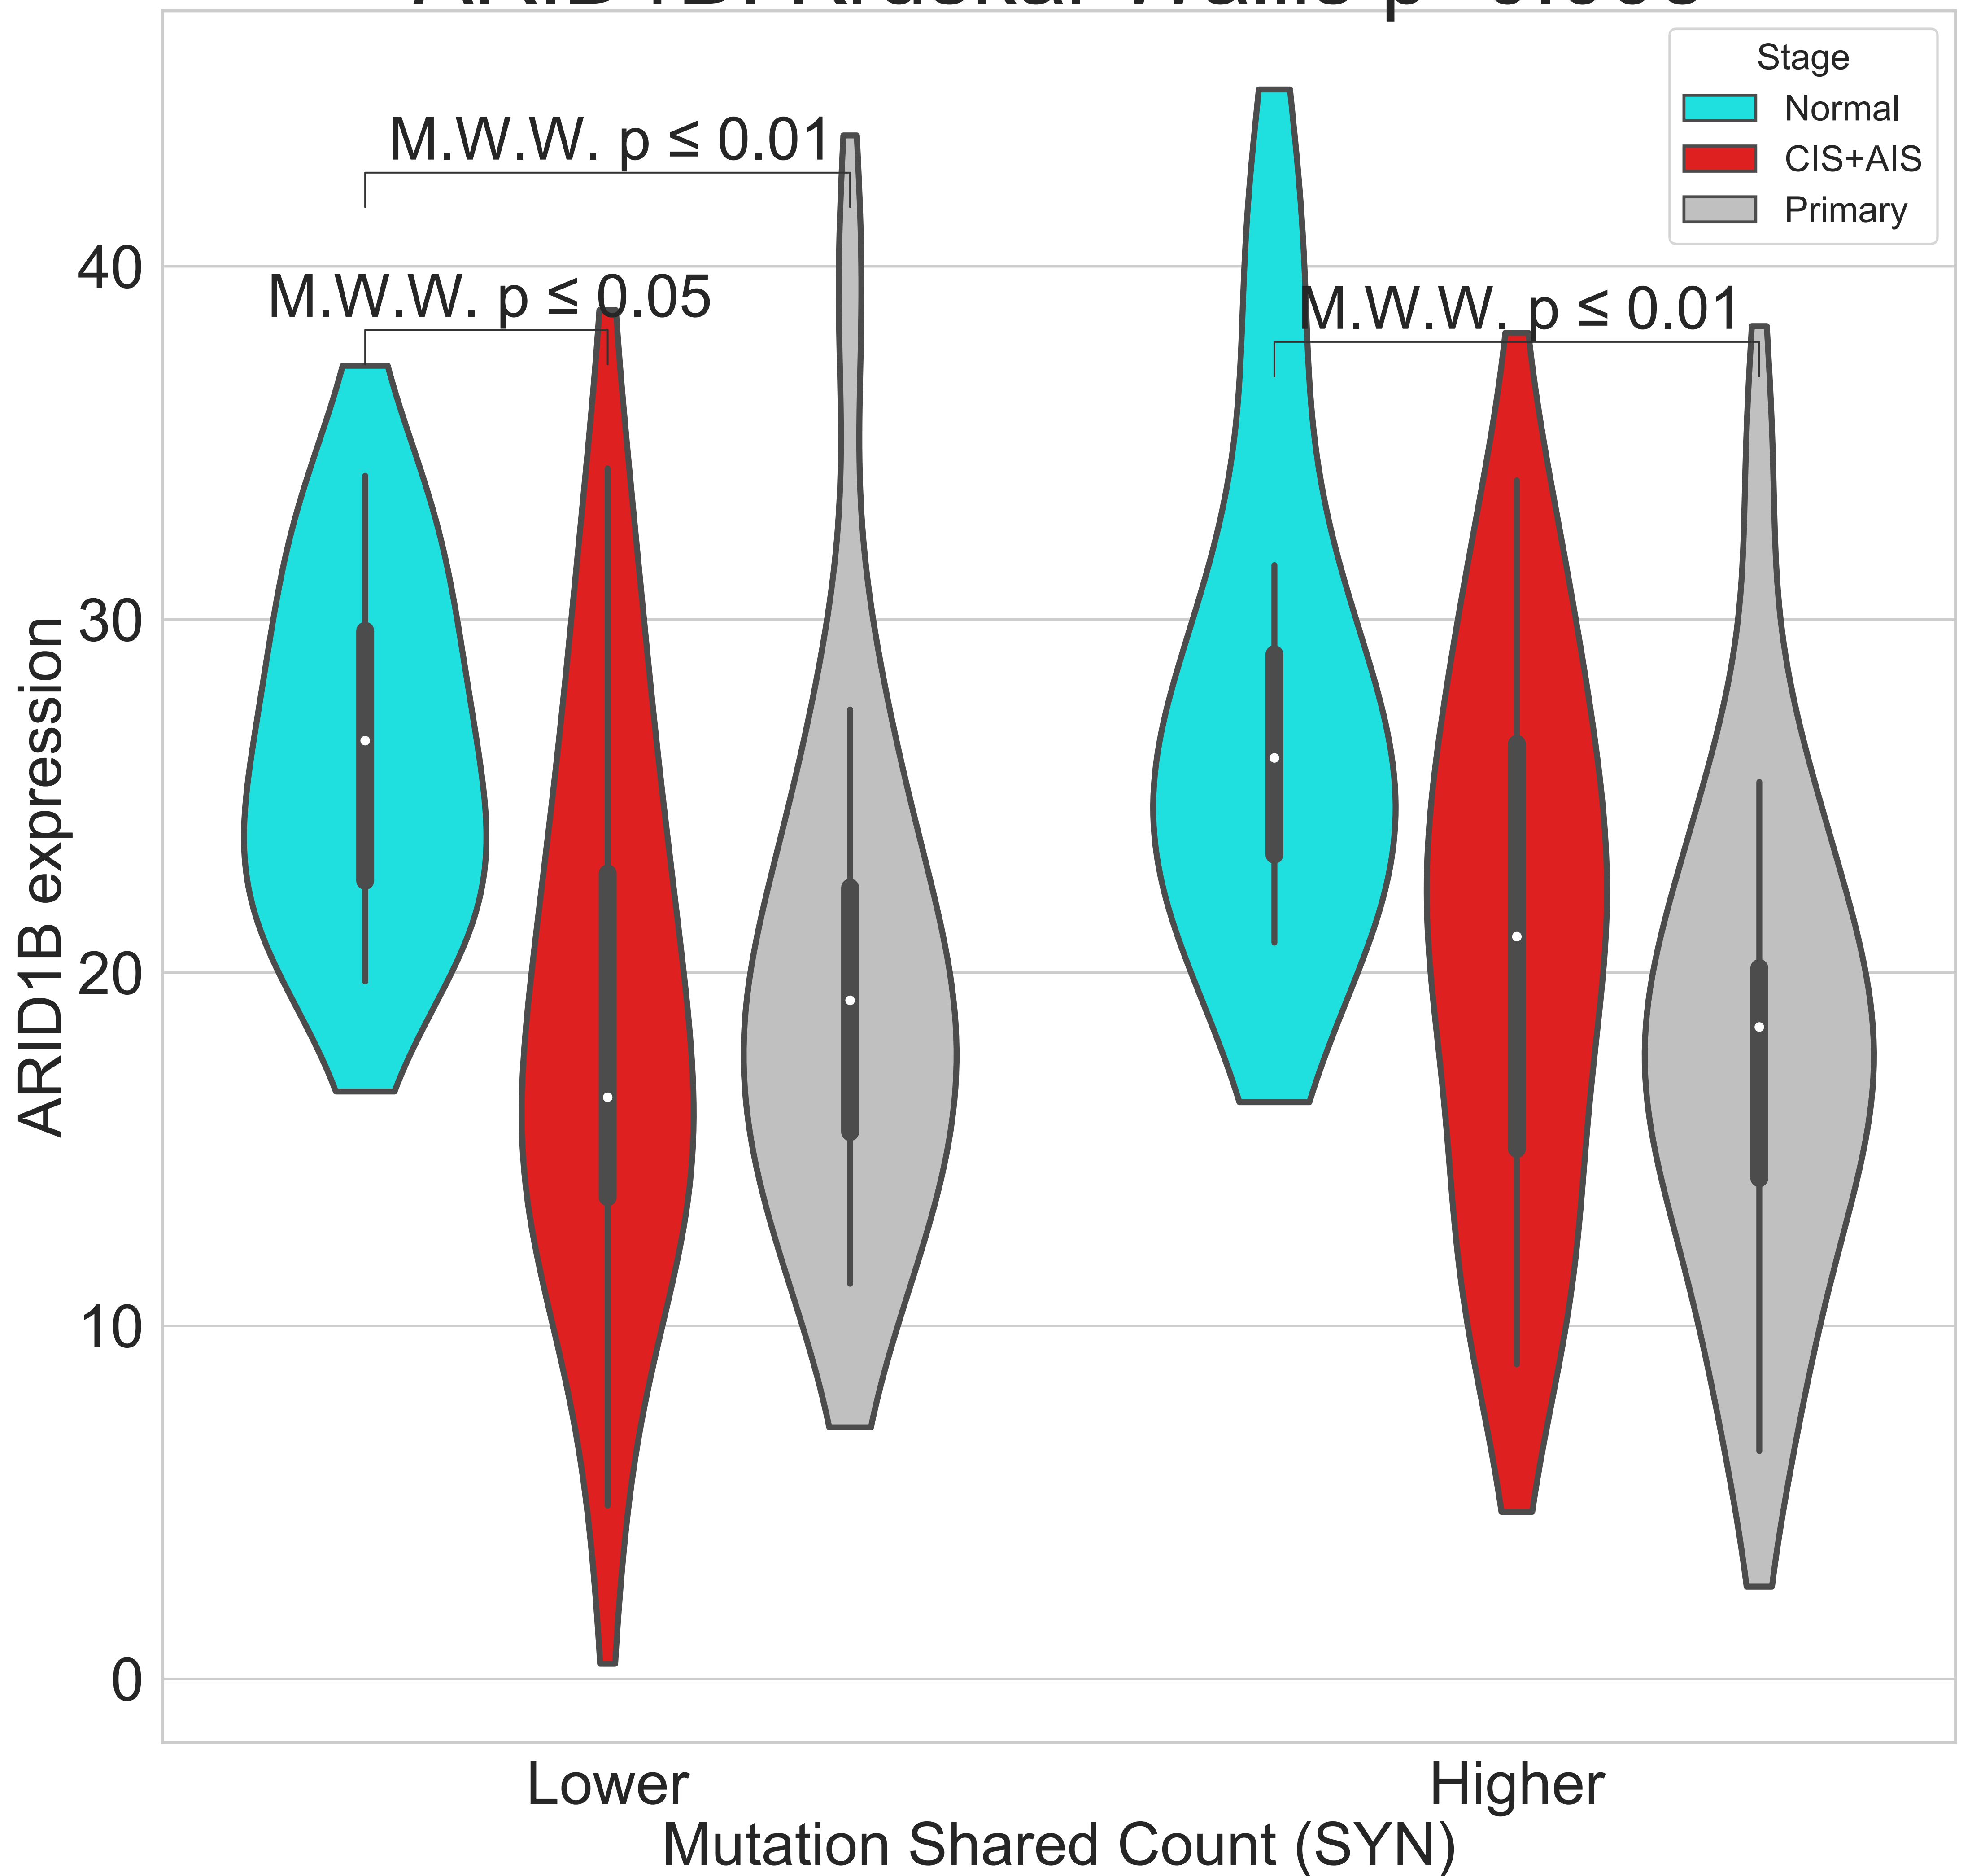 Stage
Normal
CIS+AIS
Primary
M.W.W. p ≤ 0.01
M.W.W. p ≤ 0.05
M.W.W. p ≤ 0.01
40
30
20
10
0
ARID1B expression
Lower
Higher
Mutation Shared Count (SYN)